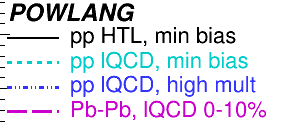 POWLANG
pp HTL, min bias
pp lQCD, min bias
pp lQCD, high mult
Pb-Pb, lQCD 0-10%